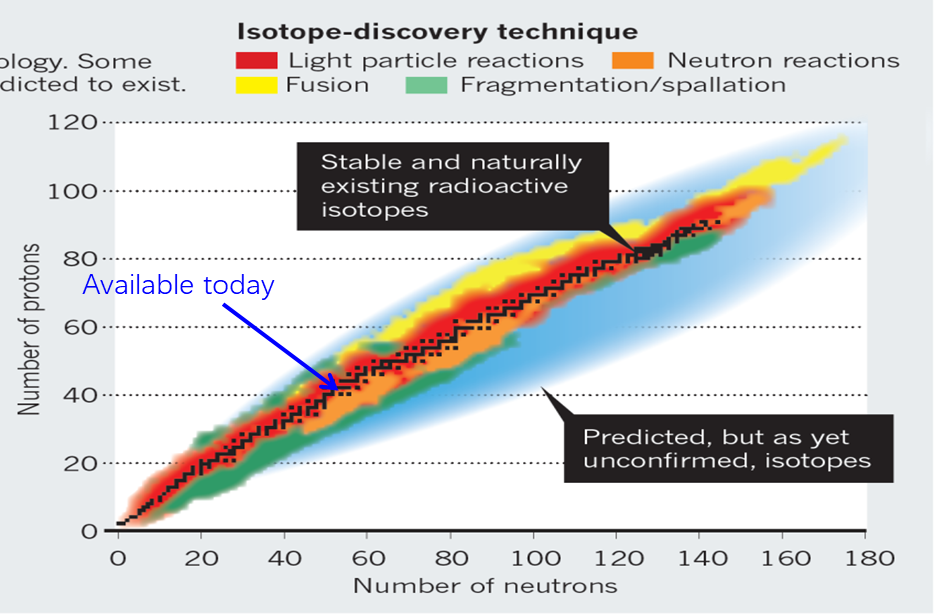 Isotope-discovery technique
ology. Some
dicted to exist.
Light particle reactions
Neutron reactions
Fusion
Fragmentation/spallation
120
100
80
60
40
20
0
Number of protons
Stable and naturally
existing radioactive
isotopes
Available today
Predicted, but as yet
unconfirmed, isotopes
0 20 40 60 80 100 120 140 160 180
Number of neutrons